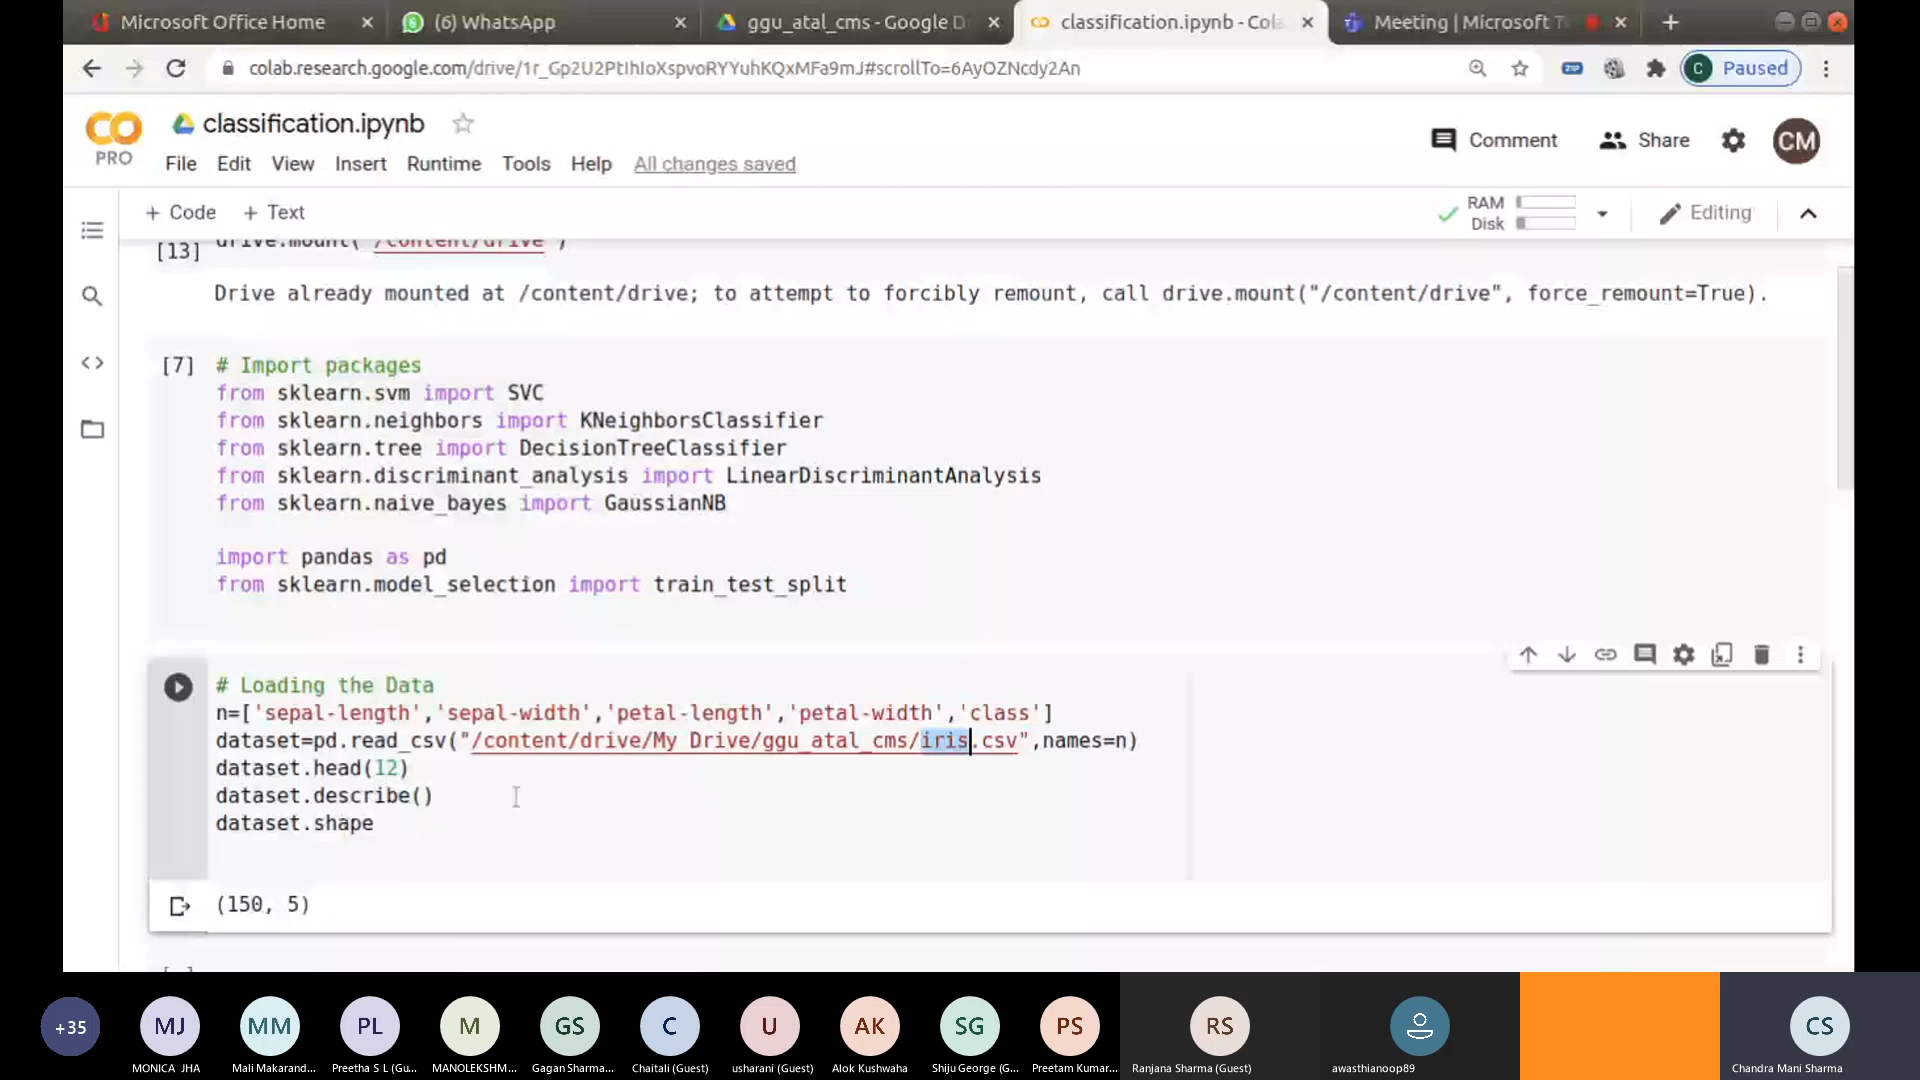 Microsoft Office Home
(6) WhatsApp
ggu_atal_cms - Google D
classification.ipynb - Cola
Meeting | Microsoft T
colab.research.google.com/drive/1r_Gp2U2PtIhIoXspvoRYYuhKQxMFa9mJ#scrollTo=6AyOZNcdy2An
C Paused
PRO
classification.ipynb
Comment
Share
CM
File Edit View Insert Runtime Tools Help All changes saved
+ Code + Text
RAM
Disk
Editing
[13] drive.mount('/content/drive')
Drive already mounted at /content/drive; to attempt to forcibly remount, call drive.mount("/content/drive", force_remount=True).
[7] # Import packages
from sklearn.svm import SVC
from sklearn.neighbors import KNeighborsClassifier
from sklearn.tree import DecisionTreeClassifier
from sklearn.discriminant_analysis import LinearDiscriminantAnalysis
from sklearn.naive_bayes import GaussianNB
import pandas as pd
from sklearn.model_selection import train_test_split
# Loading the Data
n=['sepal-length','sepal-width','petal-length','petal-width','class']
dataset=pd.read_csv("/content/drive/My Drive/ggu_atal_cms/iris.csv",names=n)
dataset.head(12)
dataset.describe()
dataset.shape
(150, 5)
+35
MJ
MM
PL
M
GS
C
U
AK
SG
PS
RS
CS
MONICA JHA
Mali Makarand...
Preetha S L (Gu...
MANOLEKSHM...
Gagan Sharma...
Chaitali (Guest)
usharani (Guest)
Alok Kushwaha
Shiju George (G...
Preetam Kumar...
Ranjana Sharma (Guest)
awasthianoop89
Chandra Mani Sharma